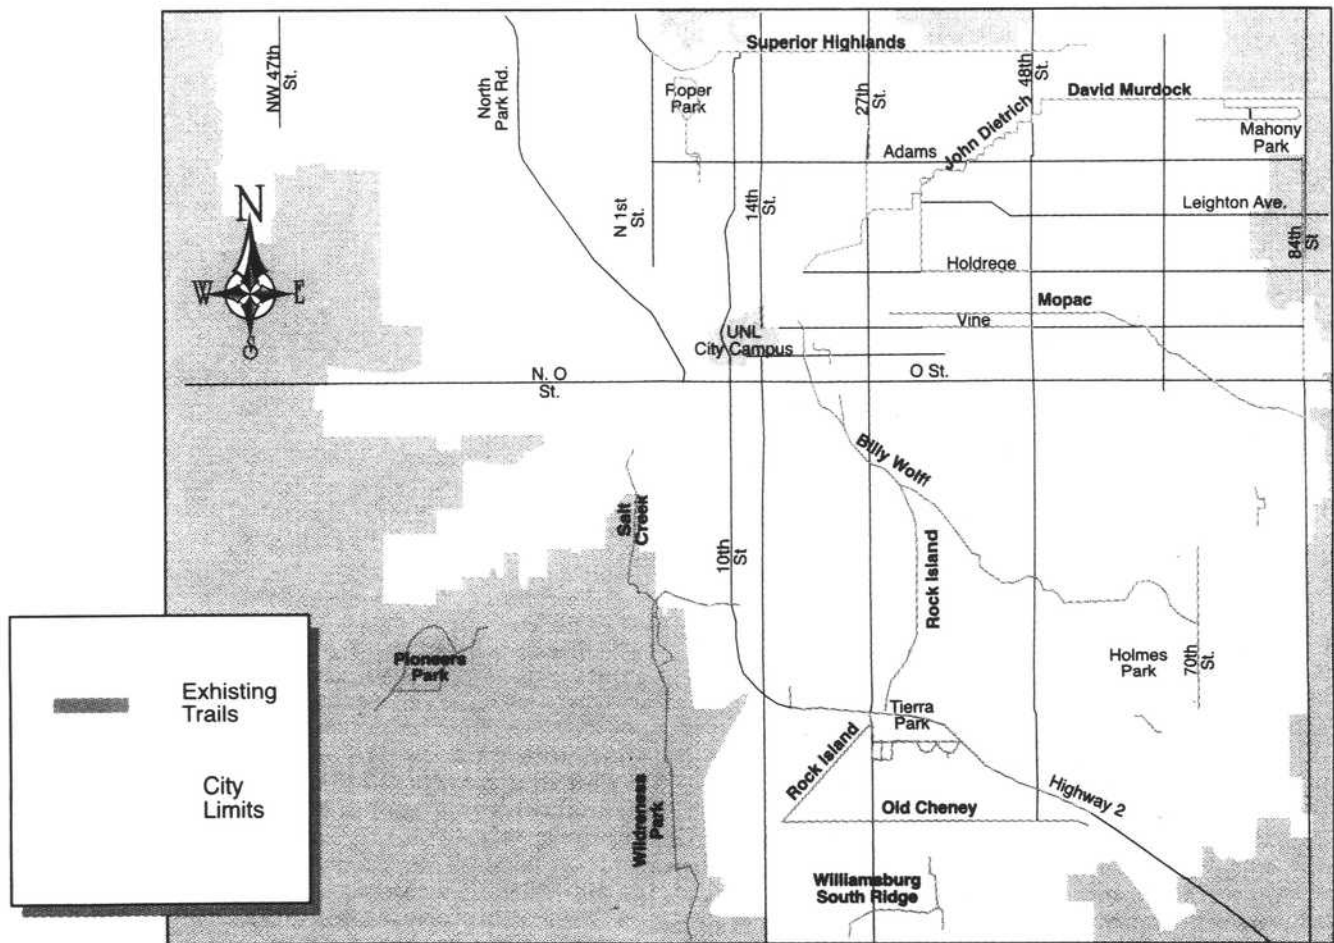 Superior Highlands
NW 47th
St.
North
Park Rd.
Roper
Park
27th
St.
48th
St.
David Murdock
John Dietrich
Mahony
Park
Adams
N
W
E
S
N 1st
St.
14th
St.
Leighton Ave.
84th
St
Holdrege
Mopac
Vine
UNL
City Campus
N. O
St.
O St.
Billy Wolff
Salt
Creek
10th
St
Rock Island
Pioneers
Park
Holmes
Park
70th
St.
Exhisting
Trails
City
Limits
Tierra
Park
Rock Island
Wildreness
Park
Highway 2
Old Cheney
Williamsburg
South Ridge